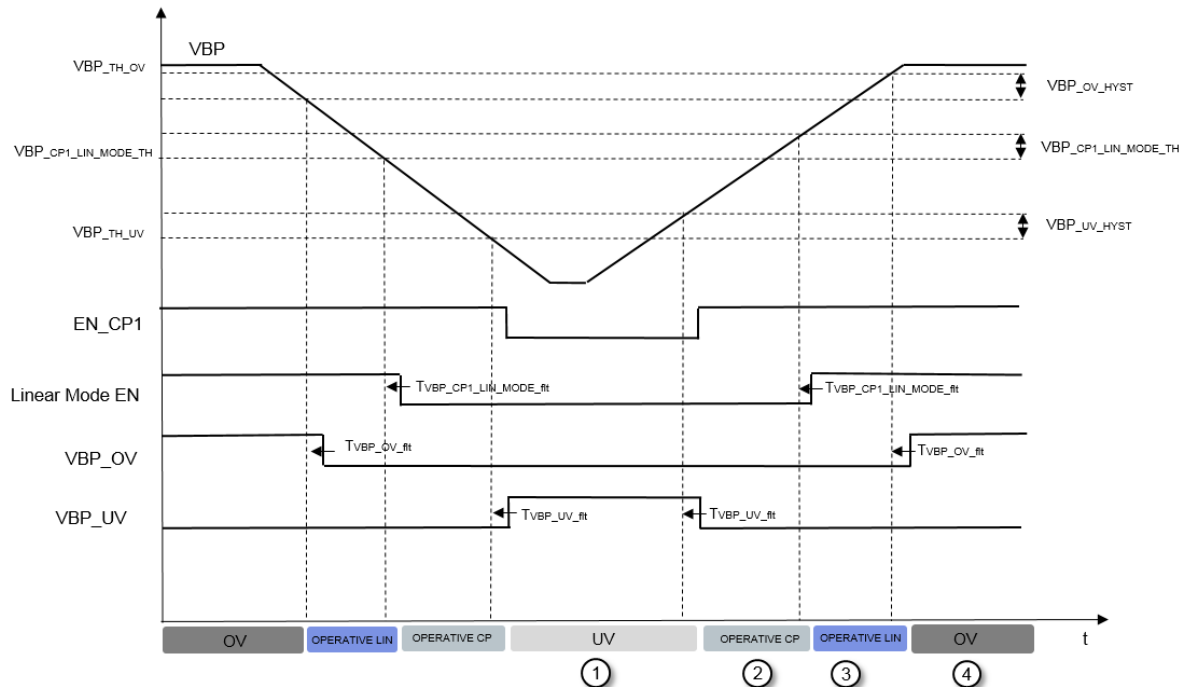 VBP
VBP_TH_OV
VBP_OV_HYST
VBP_CP1_LIN_MODE_TH
VBP_CP1_LIN_MODE_TH
VBP_TH_UV
VBP_UV_HYST
EN_CP1
Linear Mode EN
TVBP_CP1_LIN_MODE_flt
TVBP_CP1_LIN_MODE_flt
VBP_OV
TVBP_OV_flt
TVBP_OV_flt
VBP_UV
TVBP_UV_flt
TVBP_UV_flt
OV OPERATIVE LIN OPERATIVE CP UV OPERATIVE CP OPERATIVE LIN OV t
1 2 3 4